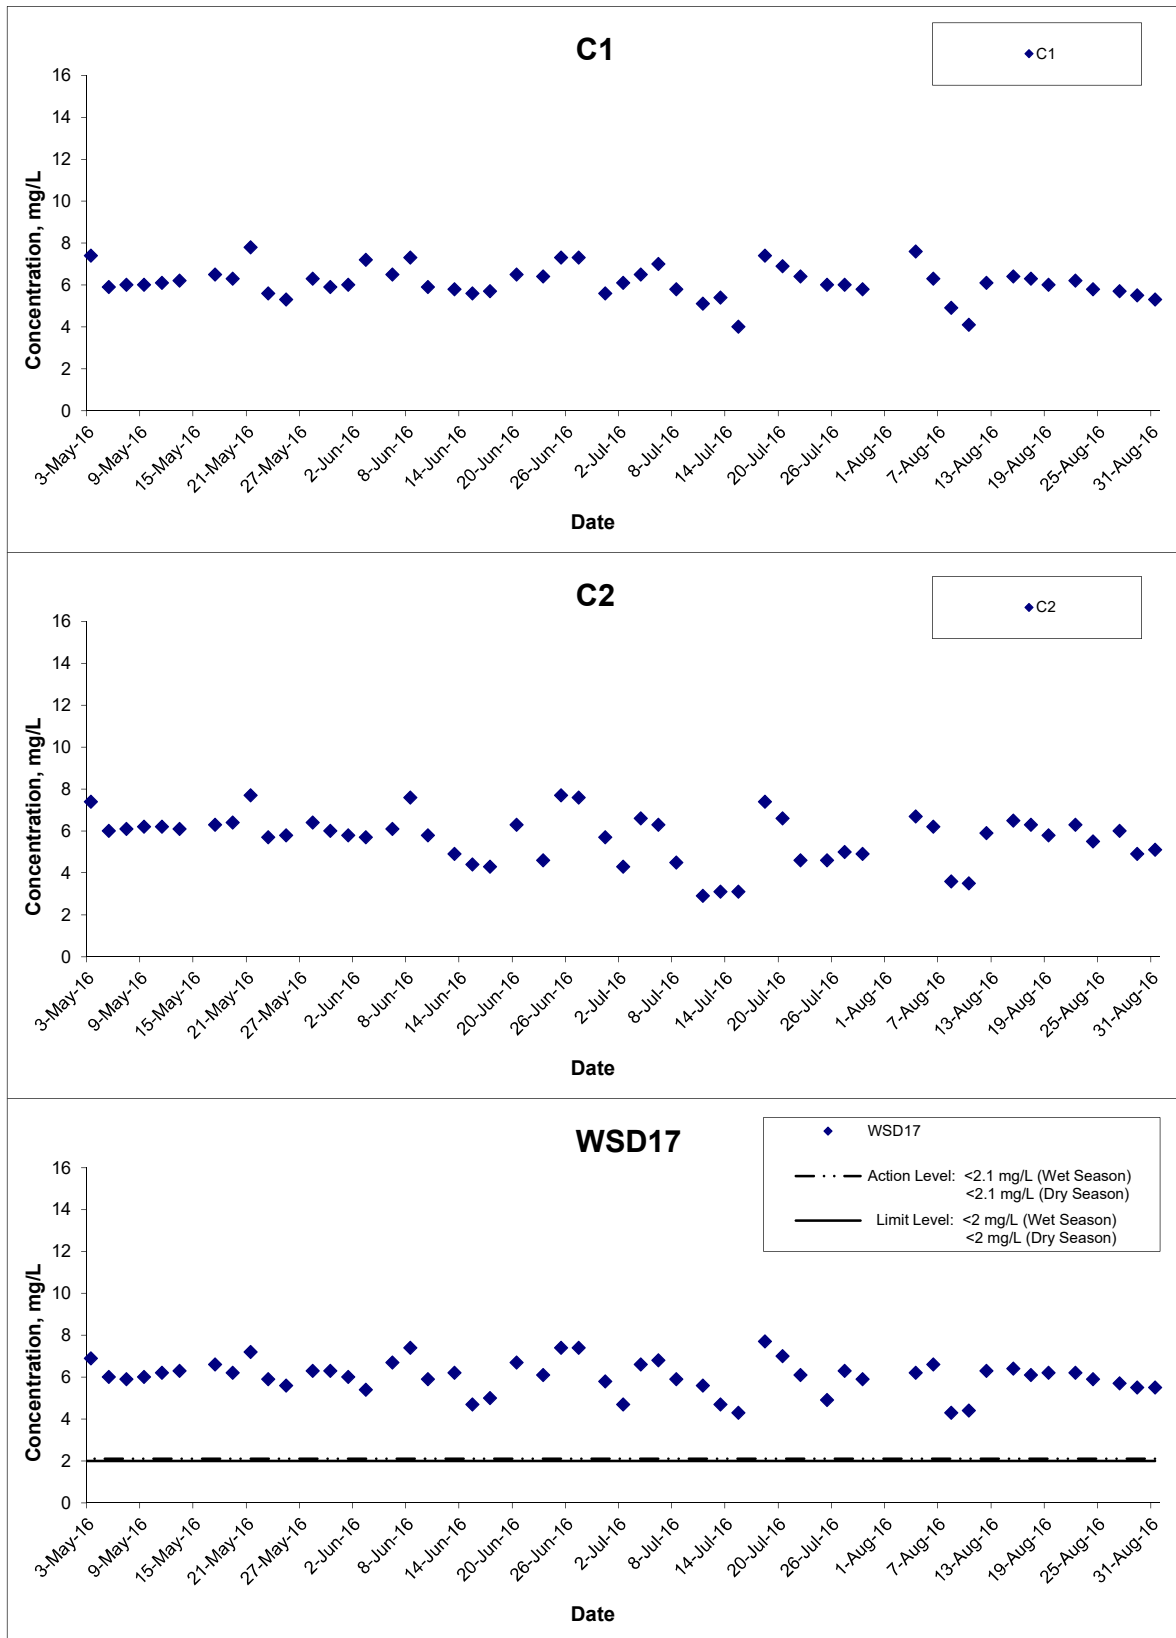 C1
C1
16
14
12
10
8
6
4
2
0
Concentration, mg/L
3-May-16
9-May-16
15-May-16
21-May-16
27-May-16
2-Jun-16
8-Jun-16
14-Jun-16
20-Jun-16
26-Jun-16
2-Jul-16
8-Jul-16
14-Jul-16
20-Jul-16
26-Jul-16
1-Aug-16
7-Aug-16
13-Aug-16
19-Aug-16
25-Aug-16
31-Aug-16
Date
C2
C2
16
14
12
10
8
6
4
2
0
Concentration, mg/L
3-May-16
9-May-16
15-May-16
21-May-16
27-May-16
2-Jun-16
8-Jun-16
14-Jun-16
20-Jun-16
26-Jun-16
2-Jul-16
8-Jul-16
14-Jul-16
20-Jul-16
26-Jul-16
1-Aug-16
7-Aug-16
13-Aug-16
19-Aug-16
25-Aug-16
31-Aug-16
Date
WSD17
WSD17
Action Level: <2.1 mg/L (Wet Season)
<2.1 mg/L (Dry Season)
Limit Level: <2 mg/L (Wet Season)
<2 mg/L (Dry Season)
16
14
12
10
8
6
4
2
0
Concentration, mg/L
3-May-16
9-May-16
15-May-16
21-May-16
27-May-16
2-Jun-16
8-Jun-16
14-Jun-16
20-Jun-16
26-Jun-16
2-Jul-16
8-Jul-16
14-Jul-16
20-Jul-16
26-Jul-16
1-Aug-16
7-Aug-16
13-Aug-16
19-Aug-16
25-Aug-16
31-Aug-16
Date